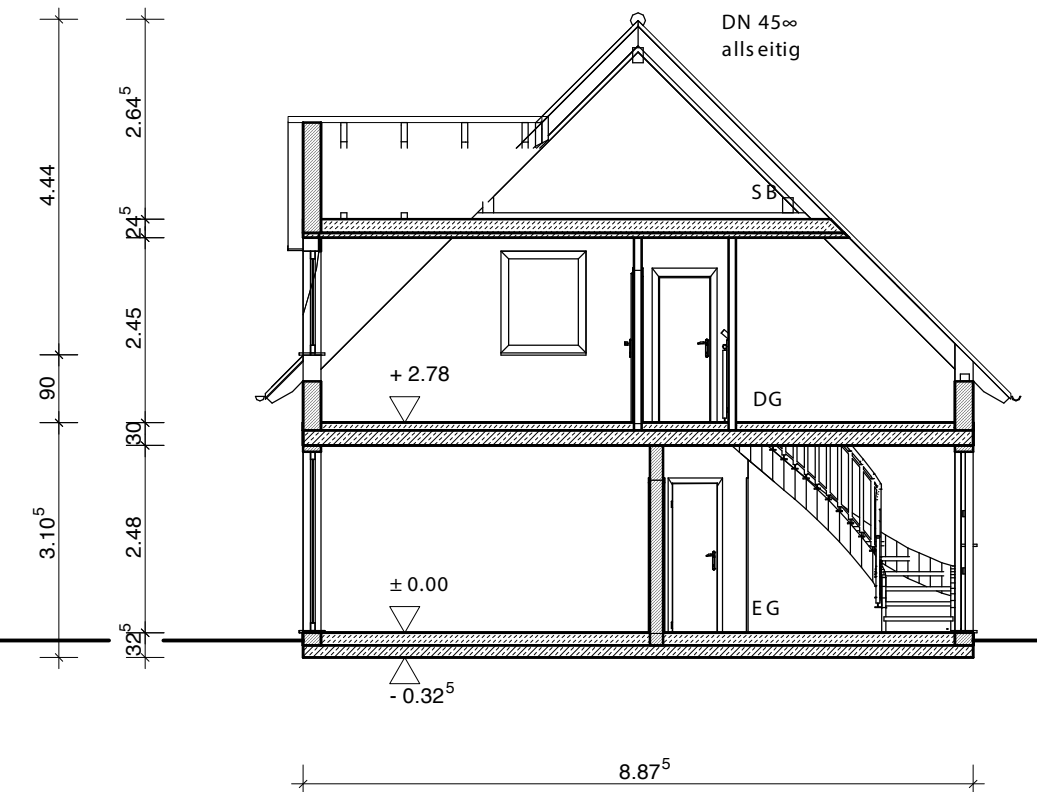 DN 45∞
allseitig
2.64⁵
4.44
SB
24⁵
2.45
+ 2.78
90
DG
30
3.10⁵
2.48
± 0.00
EG
32⁵
- 0.32⁵
8.87⁵